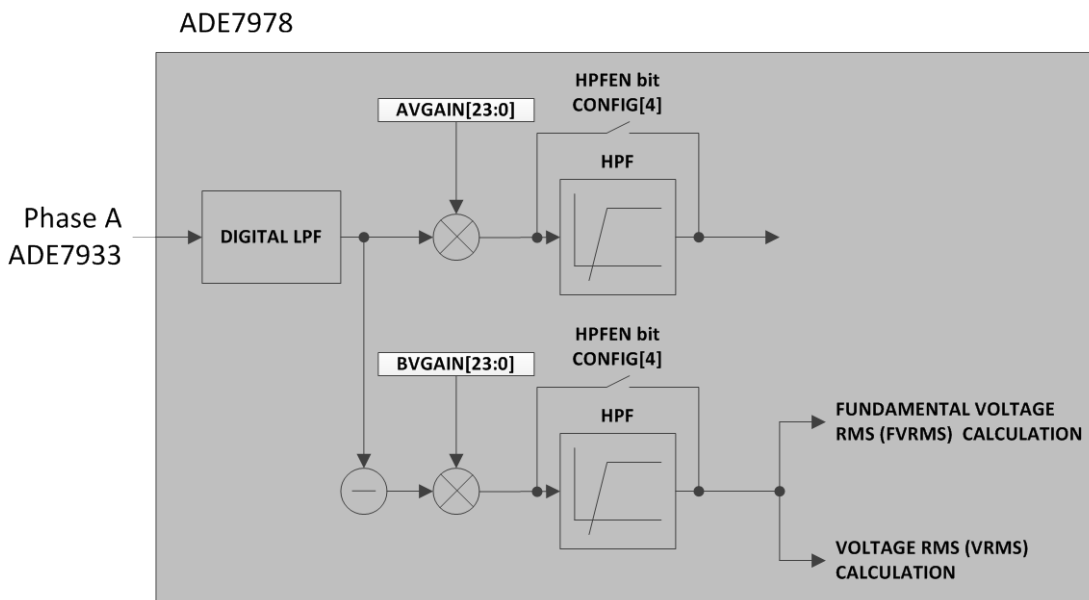 ADE7978
HPFEN bit
CONFIG[4]
AVGAIN[23:0]
HPF
Phase A
ADE7933
DIGITAL LPF
HPFEN bit
CONFIG[4]
BVGAIN[23:0]
HPF
FUNDAMENTAL VOLTAGE
RMS (FVRMS) CALCULATION
VOLTAGE RMS (VRMS)
CALCULATION